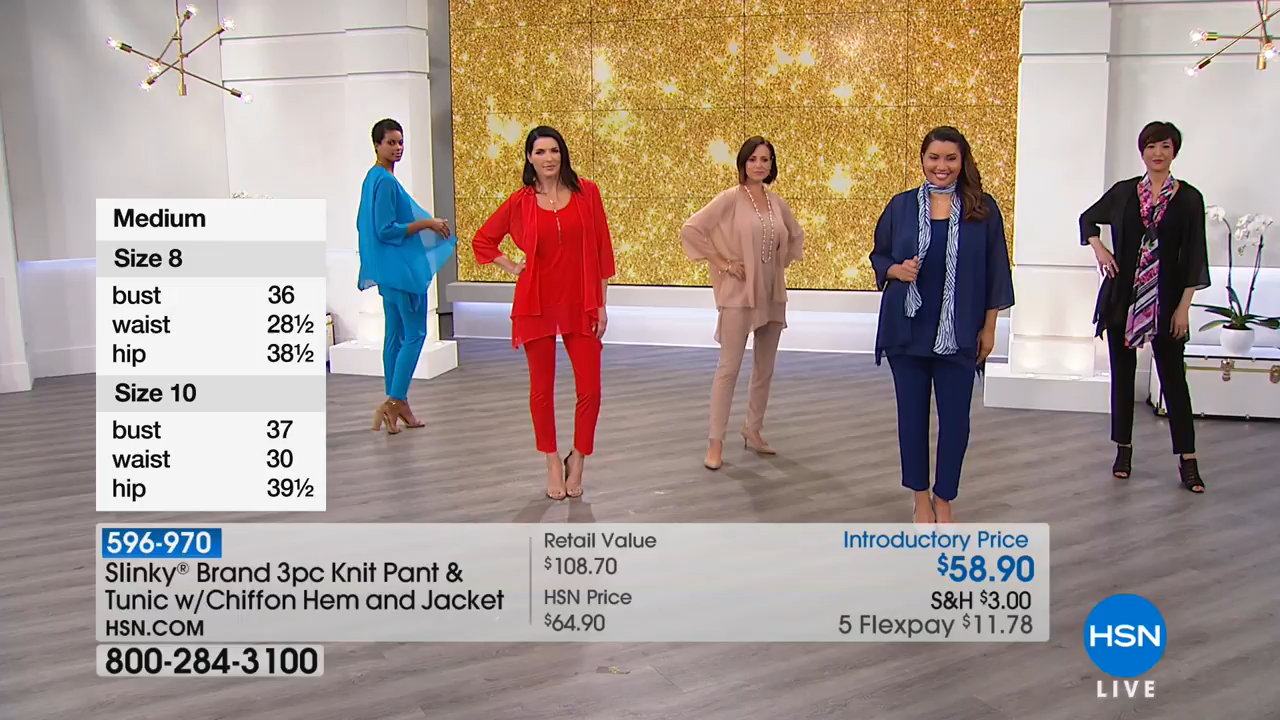 Medium
Size 8
bust 36
waist 28½
hip 38½
Size 10
bust 37
waist 30
hip 39½
596-970
Slinky® Brand 3pc Knit Pant &
Tunic w/Chiffon Hem and Jacket
HSN.COM
800-284-3100
Retail Value
$108.70
HSN Price
$64.90
Introductory Price
$58.90
S&H $3.00
5 Flexpay $11.78
HSN
LIVE